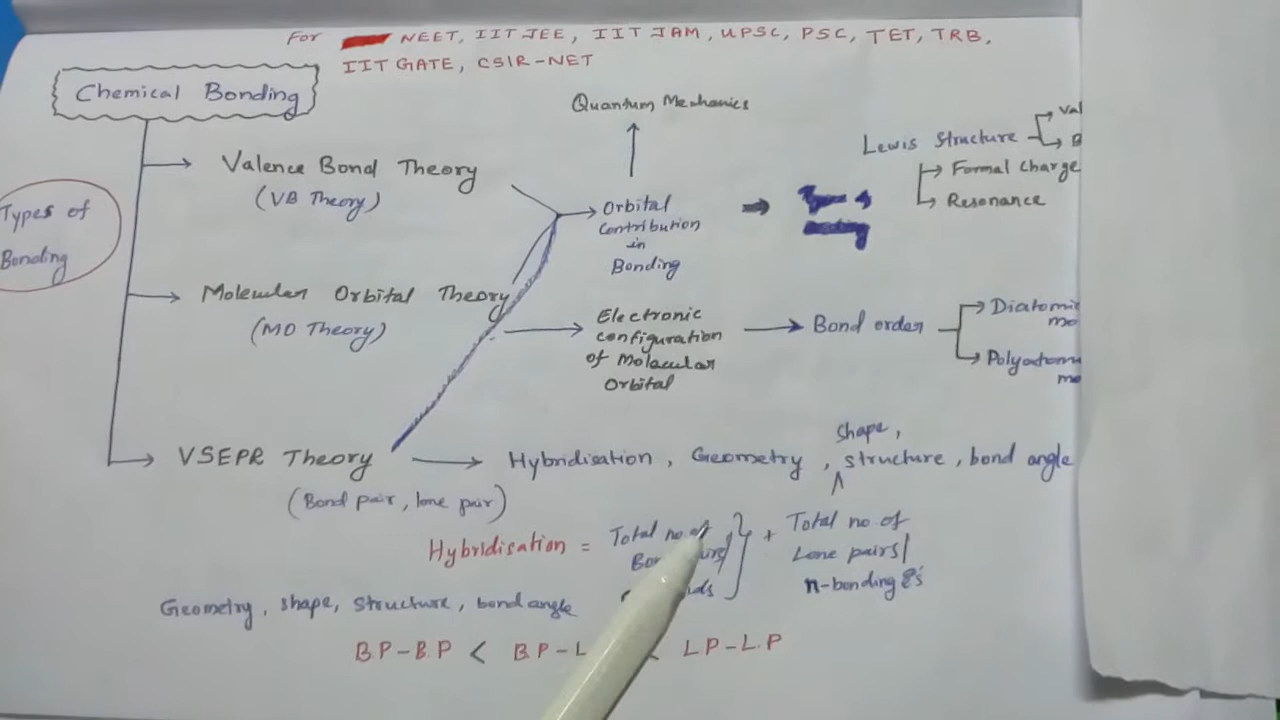 For NEET, IIT JEE, IIT JAM, UPSC, PSC, TET, TRB,
IIT GATE, CSIR-NET
Chemical Bonding
Types of
Bonding
Valence Bond Theory
(VB Theory)
Molecular Orbital Theory
(MO Theory)
VSEPR Theory
(Bond pair, lone pair)
Quantum Mechanics
Orbital
Contribution
in
Bonding
Electronic
configuration
of Molecular
Orbital
Bond order
Diatomic
Lewis Structure
Formal charge
Resonance
shape,
Hybridisation, Geometry, structure, bond angle
Hybridisation = Total no of
+ Total no of
Lone pairs/
n-bonding e's
Geometry, shape, structure, bond angle
B.P-B.P < B.P-L < LP-L.P